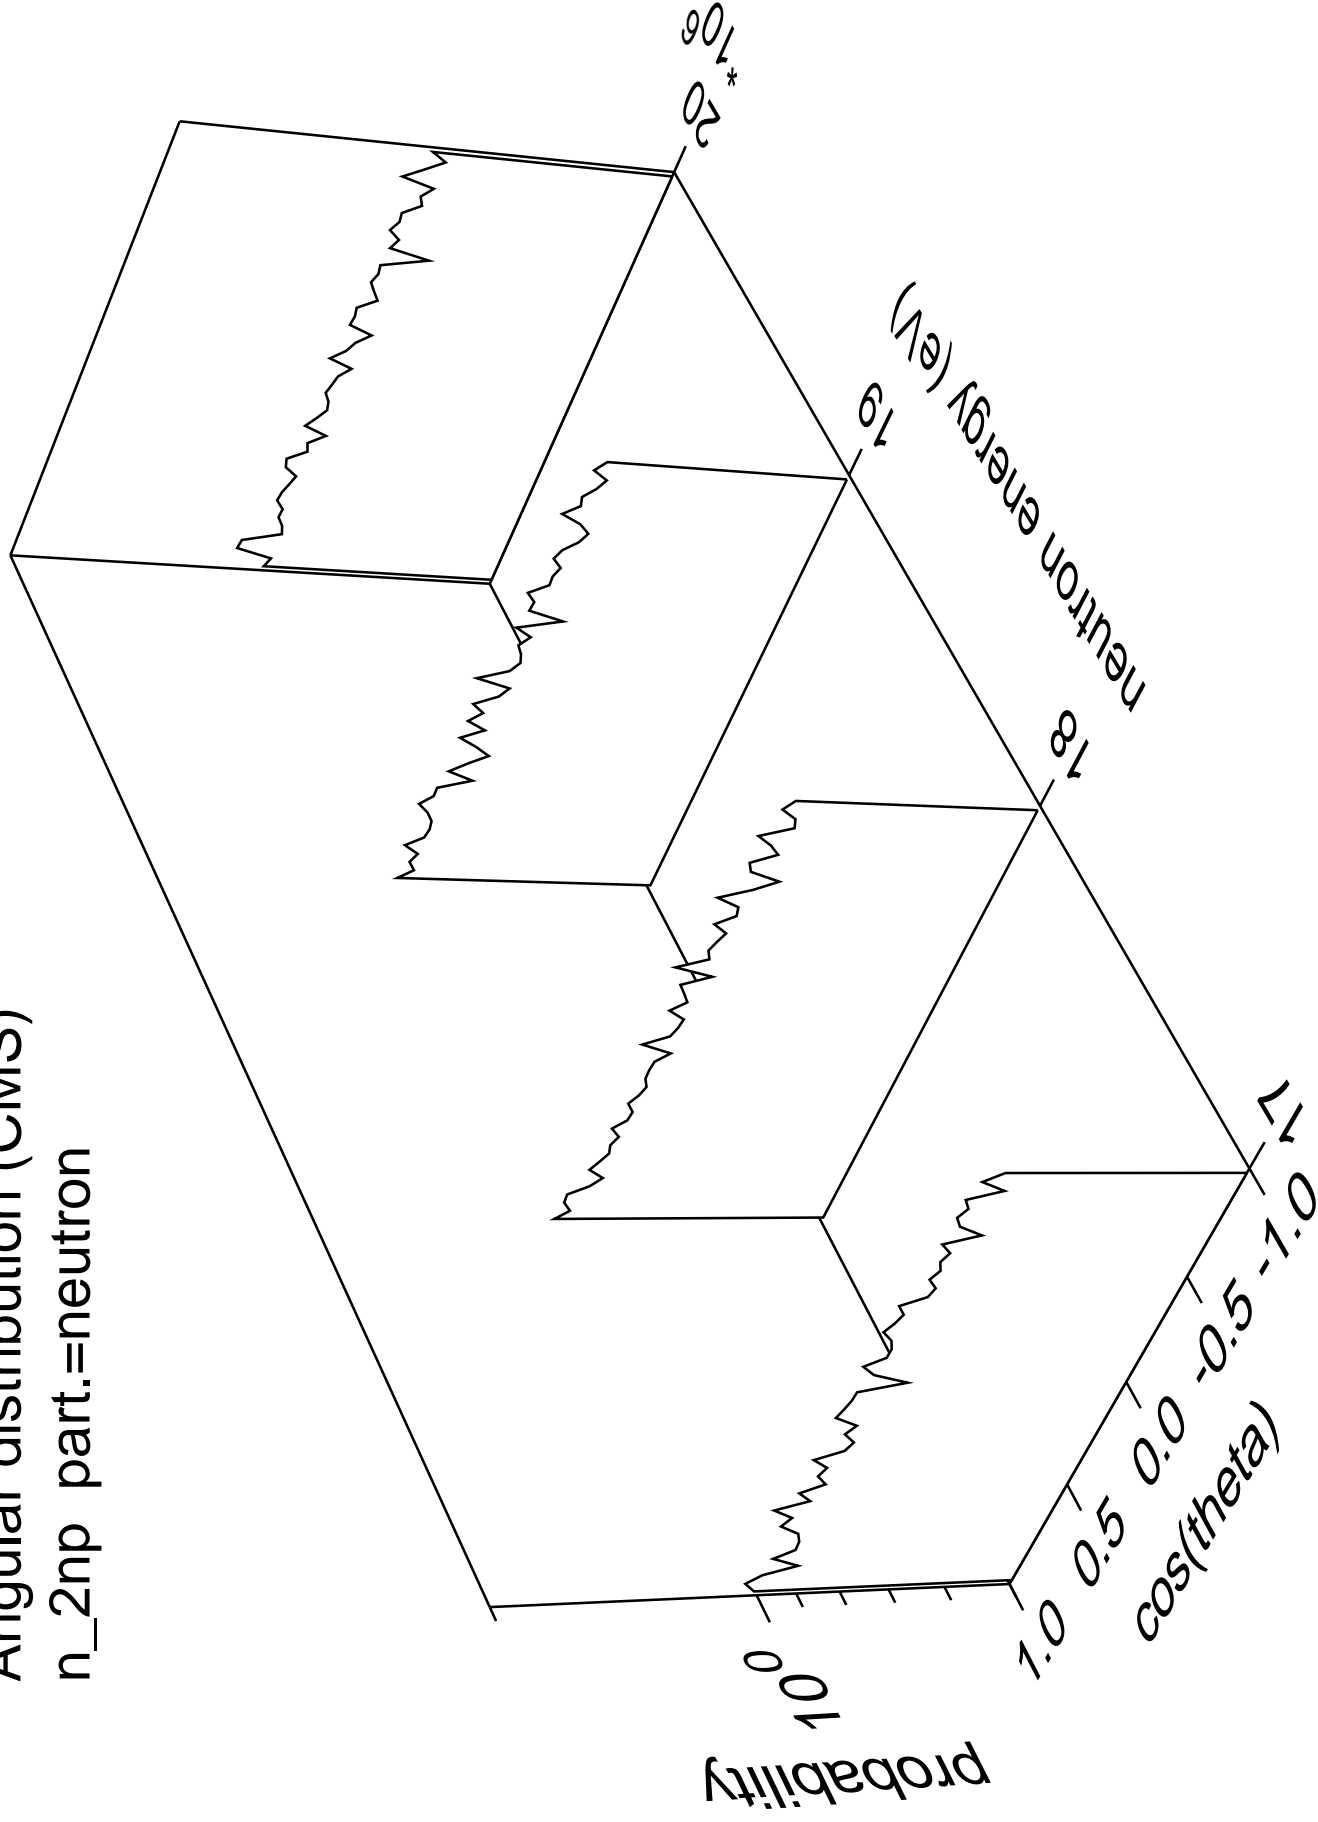 Angular distribution (CMS)
n_2np part.=neutron
probability
10^0
1.0
0.5
0.0
-0.5
-1.0
cos(theta)
17
18
19
20
*10^6
neutron energy (eV)